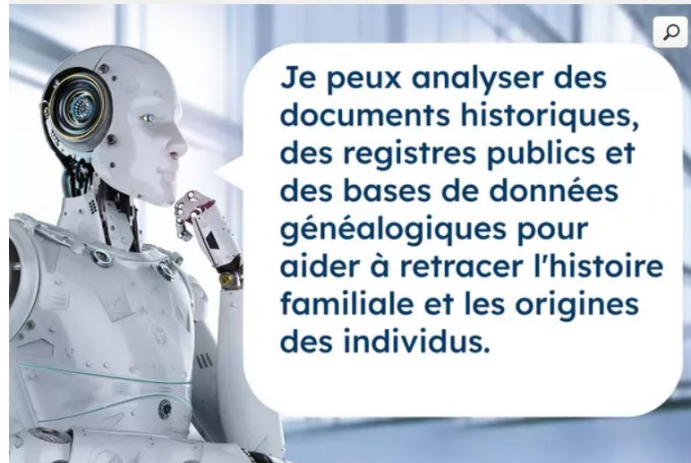 Je peux analyser des
documents historiques,
des registres publics et
des bases de données
généalogiques pour
aider à retracer l'histoire
familiale et les origines
des individus.